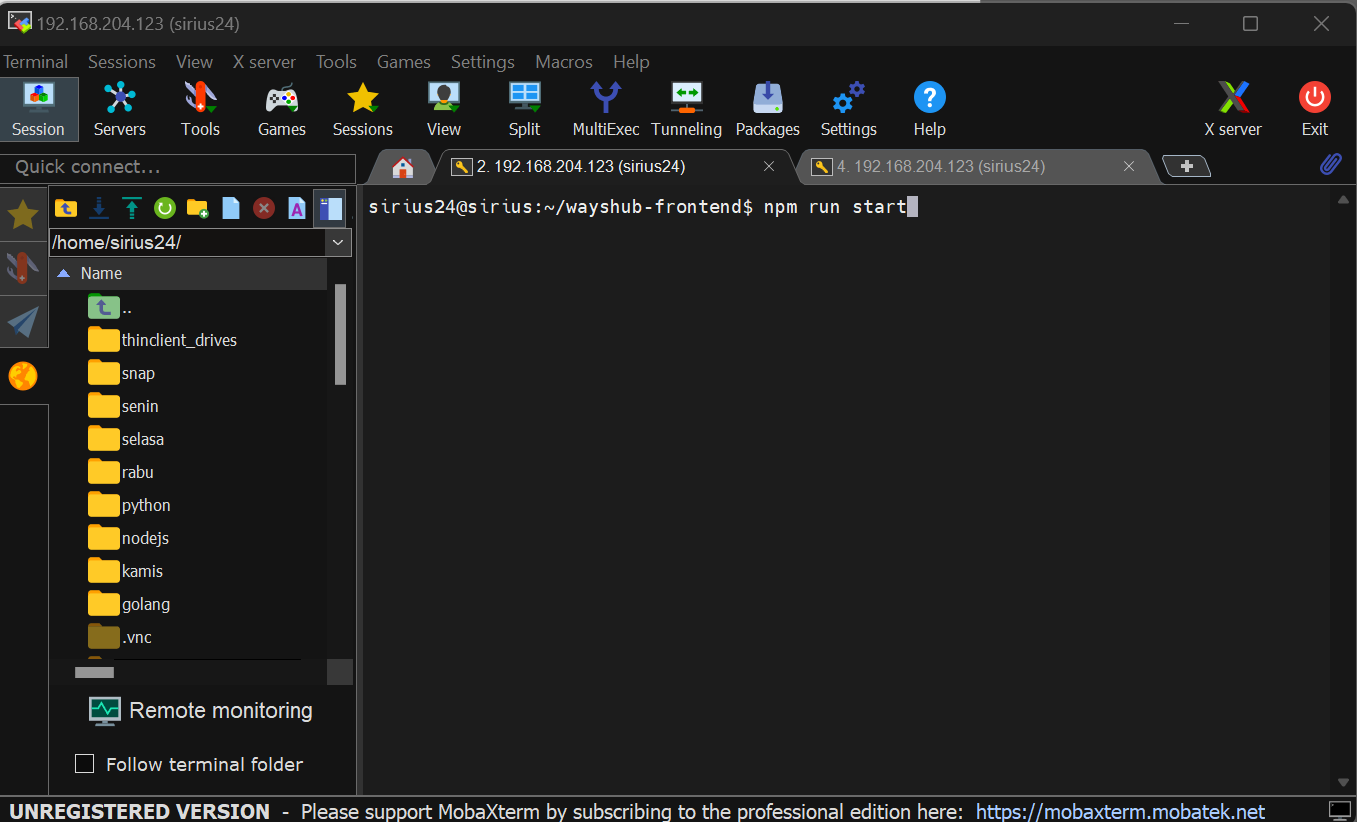 192.168.204.123 (sirius24)
Terminal Sessions View X server Tools Games Settings Macros Help
Session Servers Tools Games Sessions View Split MultiExec Tunneling Packages Settings Help X server Exit
Quick connect...
2. 192.168.204.123 (sirius24)
4. 192.168.204.123 (sirius24)
/home/sirius24/
Name
..
thinclient_drives
snap
senin
selasa
rabu
python
nodejs
kamis
golang
.vnc
Remote monitoring
Follow terminal folder
sirius24@sirius:~/wayshub-frontend$ npm run start
UNREGISTERED VERSION - Please support MobaXterm by subscribing to the professional edition here: https://mobaxterm.mobatek.net